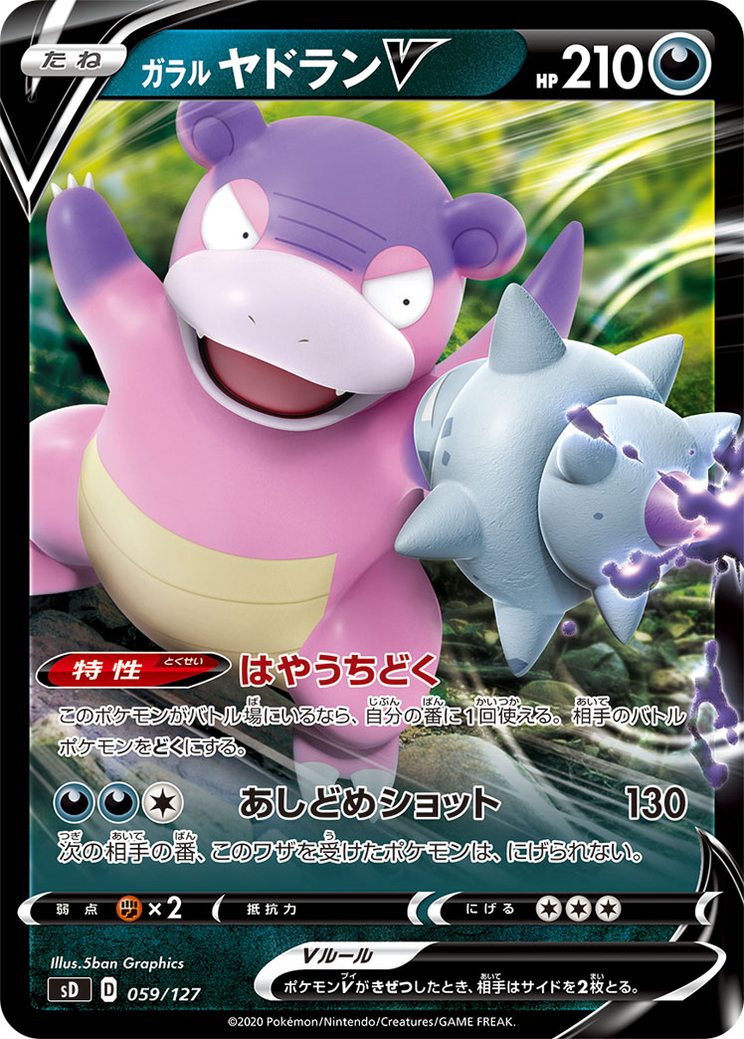 たね
ガラル ヤドランV
HP210
特性 とくせい はやうちどく
このポケモンがバトル場にいるなら、自分の番に1回使える。相手のバトル
ポケモンをどくにする。
あしどめショット 130
次の相手の番、このワザを受けたポケモンは、にげられない。
弱点 ×2 抵抗力 にげる
Illus.5ban Graphics
Vルール
ポケモンVがきぜつしたとき、相手はサイドを2枚とる。
sD D 059/127
©2020 Pokémon/Nintendo/Creatures/GAME FREAK.